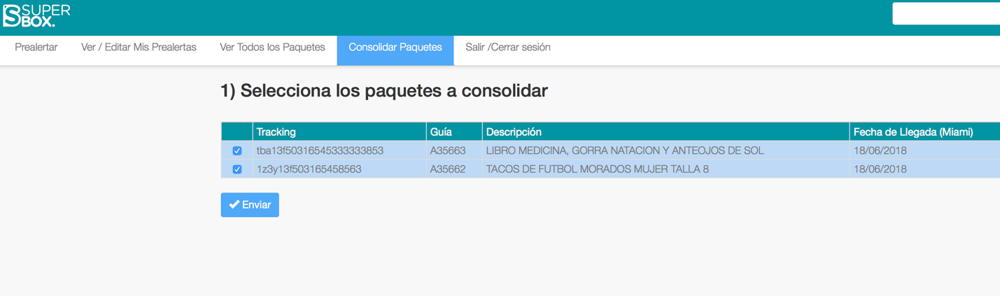 SUPER
BOX.
Prealertar Ver / Editar Mis Prealertas Ver Todos los Paquetes Consolidar Paquetes Salir /Cerrar sesión
1) Selecciona los paquetes a consolidar
Tracking Guía Descripción Fecha de Llegada (Miami)
tba13f50316545333333853 A35663 LIBRO MEDICINA, GORRA NATACION Y ANTEOJOS DE SOL 18/06/2018
1z3y13f503165458563 A35662 TACOS DE FUTBOL MORADOS MUJER TALLA 8 18/06/2018
Enviar